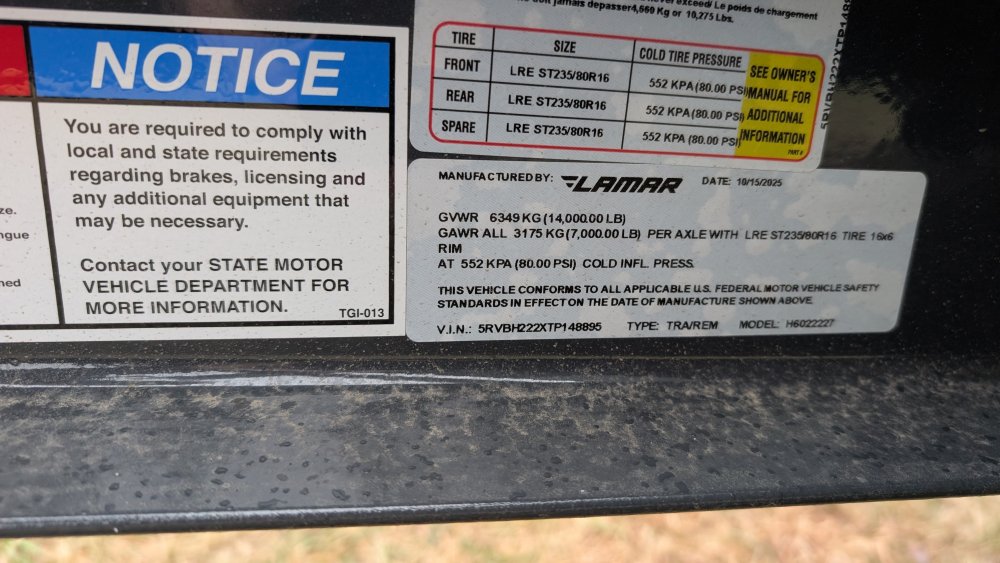 NOTICE
You are required to comply with
local and state requirements
regarding brakes, licensing and
any additional equipment that
may be necessary.
Contact your STATE MOTOR
VEHICLE DEPARTMENT FOR
MORE INFORMATION.
TGI-013
ze.
ngue
ned
exceed/ Le poids de chargement
doit jamais depasser4,660 Kg or 10,275 Lbs.
TIRE SIZE COLD TIRE PRESSURE
FRONT LRE ST235/80R16 552 KPA(80.00 PSI)
REAR LRE ST235/80R16 552 KPA(80.00 PSI)
SPARE LRE ST235/80R16 552 KPA(80.00 PSI)
SEE OWNER'S
MANUAL FOR
ADDITIONAL
INFORMATION
5RVBH222XTP14889
MANUFACTURED BY: LAMAR DATE: 10/15/2025
GVWR 6349 KG (14,000.00 LB)
GAWR ALL 3175 KG(7,000.00 LB) PER AXLE WITH LRE ST235/80R16 TIRE 16x6
RIM
AT 552 KPA (80.00 PSI) COLD INFL. PRESS.
THIS VEHICLE CONFORMS TO ALL APPLICABLE U.S. FEDERAL MOTOR VEHICLE SAFETY
STANDARDS IN EFFECT ON THE DATE OF MANUFACTURE SHOWN ABOVE.
V.I.N.: 5RVBH222XTP148895 TYPE: TRA/REM MODEL: H6022227